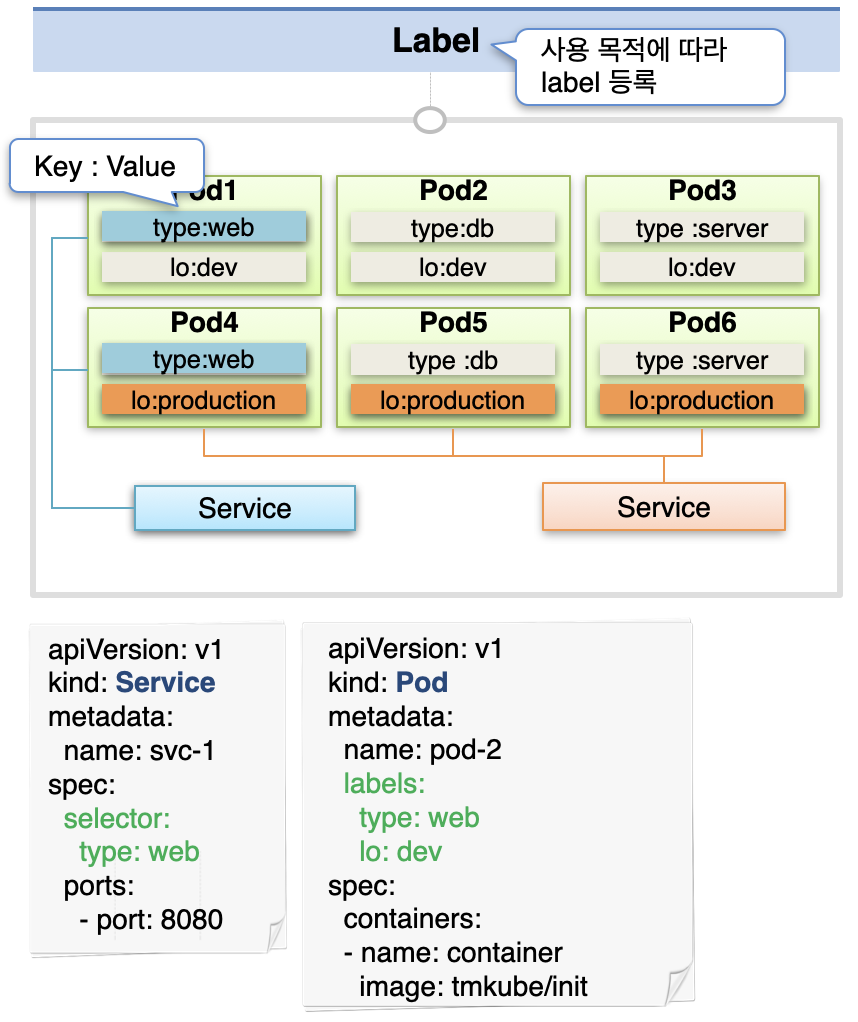 Label
사용 목적에 따라
label 등록
Key : Value
Pod1
type:web
lo:dev
Pod2
type:db
lo:dev
Pod3
type :server
lo:dev
Pod4
type:web
lo:production
Pod5
type :db
lo:production
Pod6
type :server
lo:production
Service
Service
apiVersion: v1
kind: Service
metadata:
name: svc-1
spec:
selector:
type: web
ports:
- port: 8080
apiVersion: v1
kind: Pod
metadata:
name: pod-2
labels:
type: web
lo: dev
spec:
containers:
- name: container
image: tmkube/init